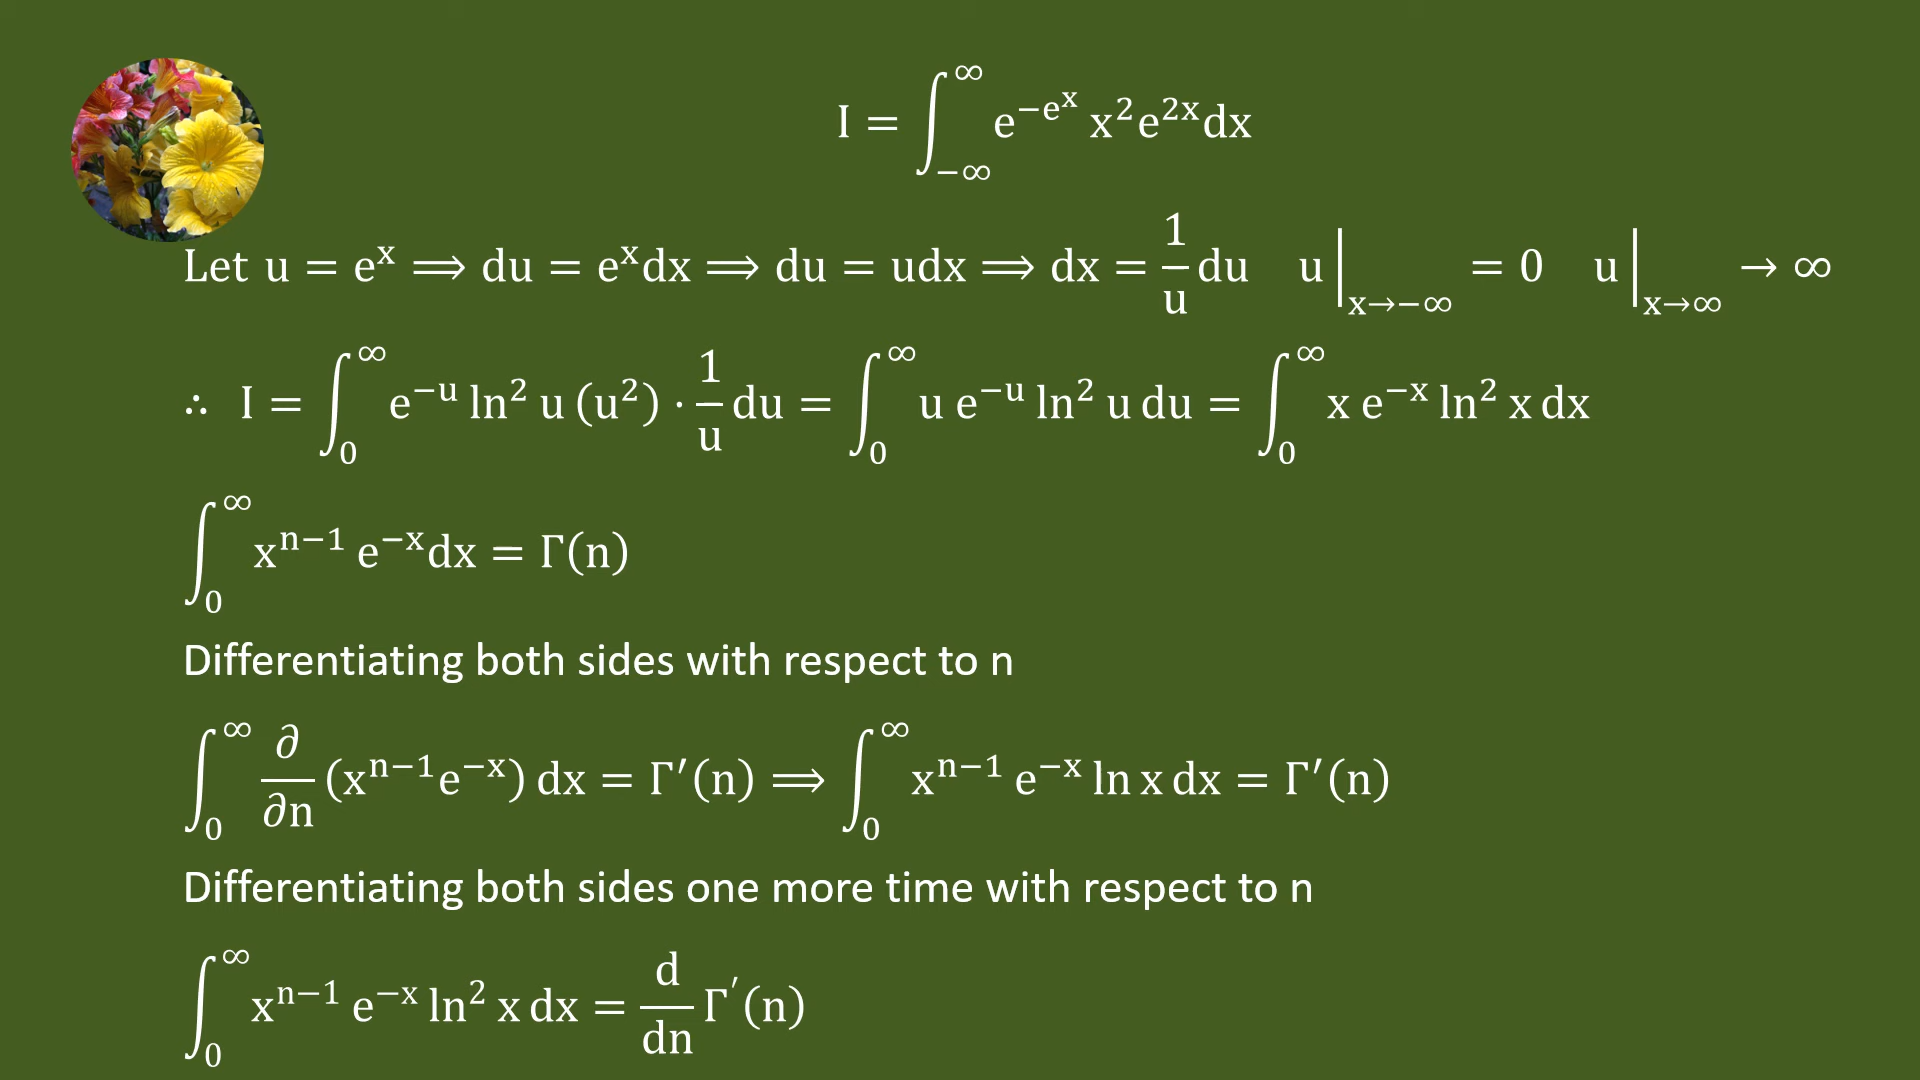 I = ∫_{-∞}^{∞} e^{-e^x} x² e^{2x} dx
Let u = e^x ⟹ du = e^x dx ⟹ du = udx ⟹ dx = 1/u du u|_{x→-∞} = 0 u|_{x→∞} → ∞
∴ I = ∫_0^∞ e^{-u} ln² u (u²) · 1/u du = ∫_0^∞ u e^{-u} ln² u du = ∫_0^∞ x e^{-x} ln² x dx
∫_0^∞ x^{n-1} e^{-x} dx = Γ(n)
Differentiating both sides with respect to n
∫_0^∞ ∂/∂n (x^{n-1} e^{-x}) dx = Γ′(n) ⟹ ∫_0^∞ x^{n-1} e^{-x} ln x dx = Γ′(n)
Differentiating both sides one more time with respect to n
∫_0^∞ x^{n-1} e^{-x} ln² x dx = d/dn Γ′(n)